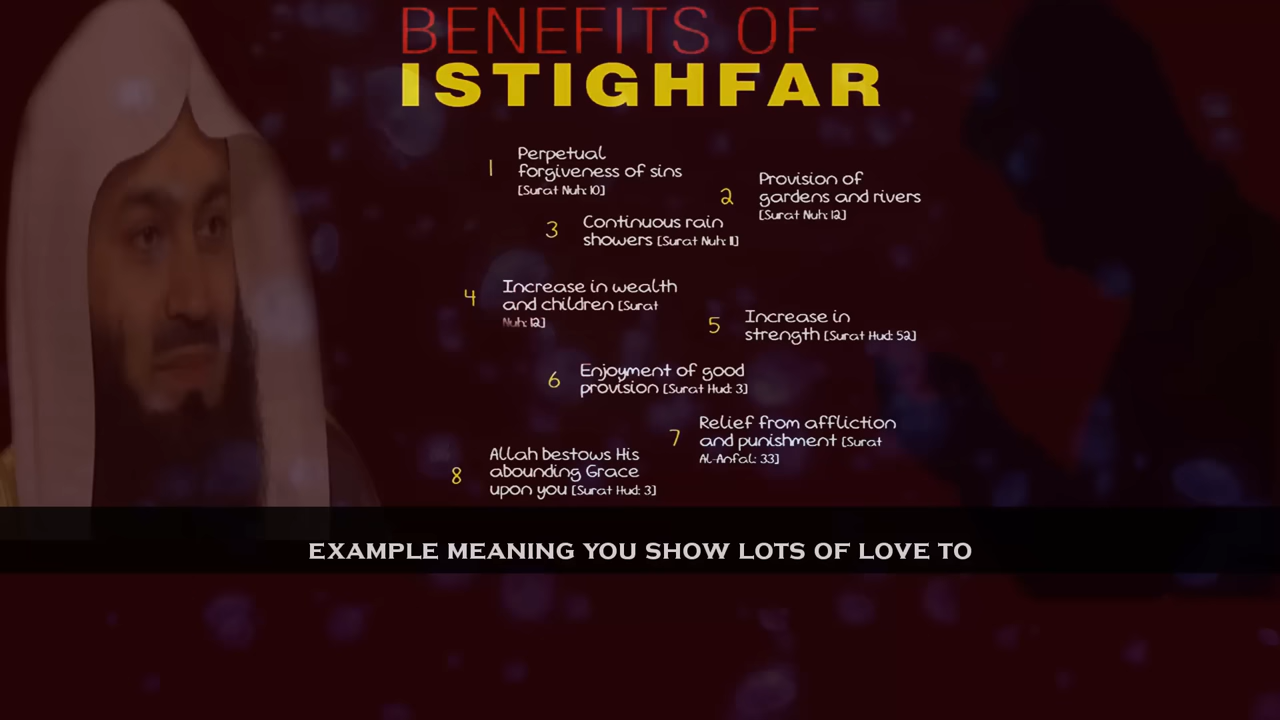 BENEFITS OF
ISTIGHFAR
1 Perpetual
forgiveness of sins
[Surat Nuh: 10]
2 Provision of
gardens and rivers
[Surat Nuh: 12]
3 Continuous rain
showers [Surat Nuh: 11]
4 Increase in wealth
and children [Surat
Nuh: 12]
5 Increase in
strength [Surat Hud: 52]
6 Enjoyment of good
provision [Surat Hud: 3]
7 Relief from affliction
and punishment [Surat
Al-Anfal: 33]
8 Allah bestows His
abounding Grace
upon you [Surat Hud: 3]
EXAMPLE MEANING YOU SHOW LOTS OF LOVE TO